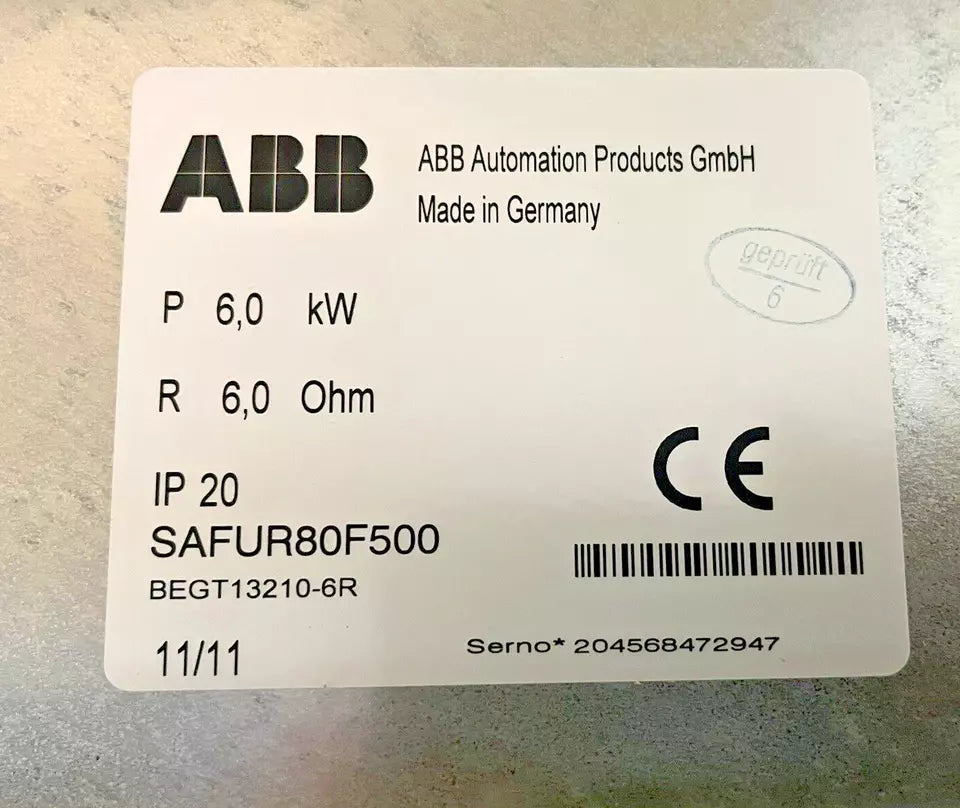 ABB
ABB Automation Products GmbH
Made in Germany
geprüft
6
P 6,0 kW
R 6,0 Ohm
IP 20
SAFUR80F500
BEGT13210-6R
11/11
CE
Serno* 204568472947